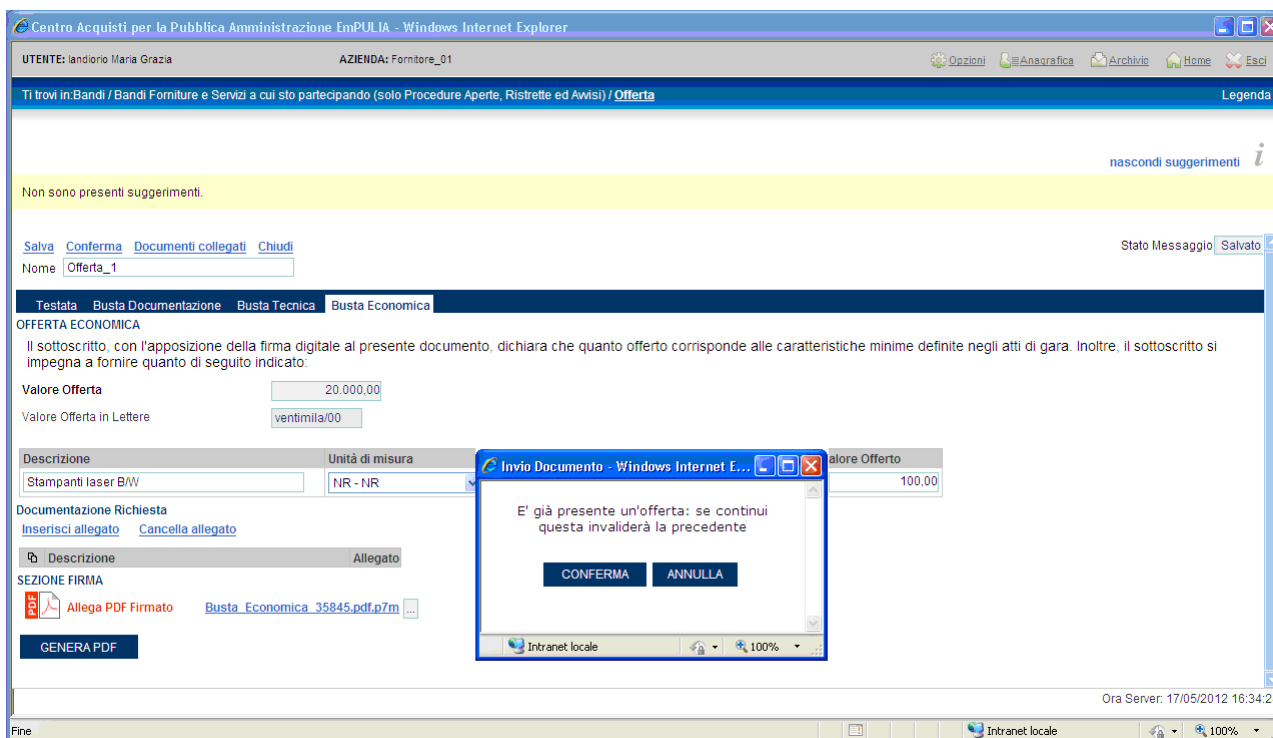 Centro Acquisti per la Pubblica Amministrazione EmPULIA - Windows Internet Explorer
UTENTE: Iandiorio Maria Grazia AZIENDA: Fornitore_01 Opzioni Anagrafica Archivio Home Esci
Ti trovi in:Bandi / Bandi Forniture e Servizi a cui sto partecipando (solo Procedure Aperte, Ristrette ed Avvisi) / Offerta Legenda
nascondi suggerimenti i
Non sono presenti suggerimenti.
Salva Conferma Documenti collegati Chiudi Stato Messaggio Salvato
Nome Offerta_1
Testata Busta Documentazione Busta Tecnica Busta Economica
OFFERTA ECONOMICA
Il sottoscritto, con l'apposizione della firma digitale al presente documento, dichiara che quanto offerto corrisponde alle caratteristiche minime definite negli atti di gara. Inoltre, il sottoscritto si
impegna a fornire quanto di seguito indicato:
Valore Offerta 20.000,00
Valore Offerta in Lettere ventimila/00
Descrizione Unità di misura alore Offerto
Stampanti laser B/W NR - NR 100,00
Invio Documento - Windows Internet E...
E' già presente un'offerta: se continui
questa invaliderà la precedente
CONFERMA ANNULLA
Intranet locale 100%
Documentazione Richiesta
Inserisci allegato Cancella allegato
Descrizione Allegato
SEZIONE FIRMA
PDF Allega PDF Firmato Busta_Economica_35845.pdf.p7m ...
GENERA PDF
Ora Server: 17/05/2012 16:34:2
Fine Intranet locale 100%